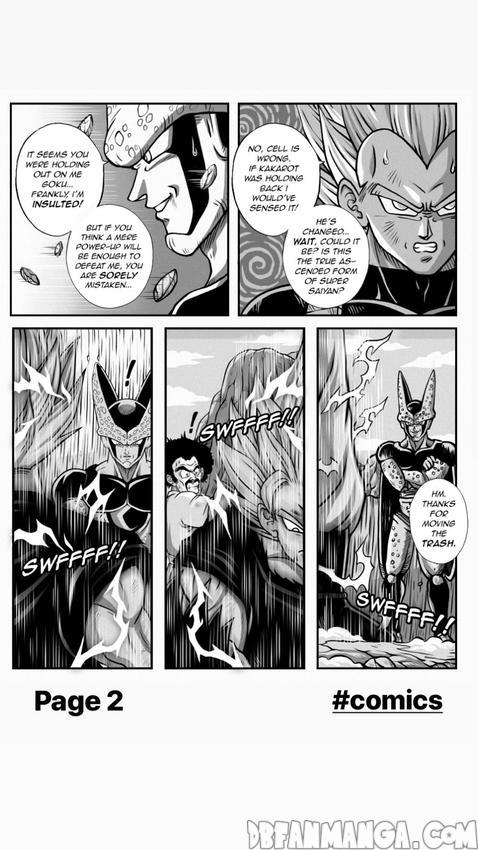 IT SEEMS YOU
WERE HOLDING
OUT ON ME
GOKU...
FRANKLY, I'M
INSULTED!
BUT IF YOU
THINK A MERE
POWER-UP WILL
BE ENOUGH TO
DEFEAT ME, YOU
ARE SORELY
MISTAKEN...
NO, CELL IS
WRONG.
IF KAKAROT
WAS HOLDING
BACK I
WOULD'VE
SENSED IT!
HE'S
CHANGED...
WAIT, COULD IT
BE? IS THIS
THE TRUE AS-
CENDED FORM
OF SUPER
SAIYAN?
!
SWFFFF!!
!
SWFFFF!!
HM.
THANKS
FOR
MOVING
THE
TRASH.
SWFFFF!!
Page 2
#comics
DBFANMANGA.COM